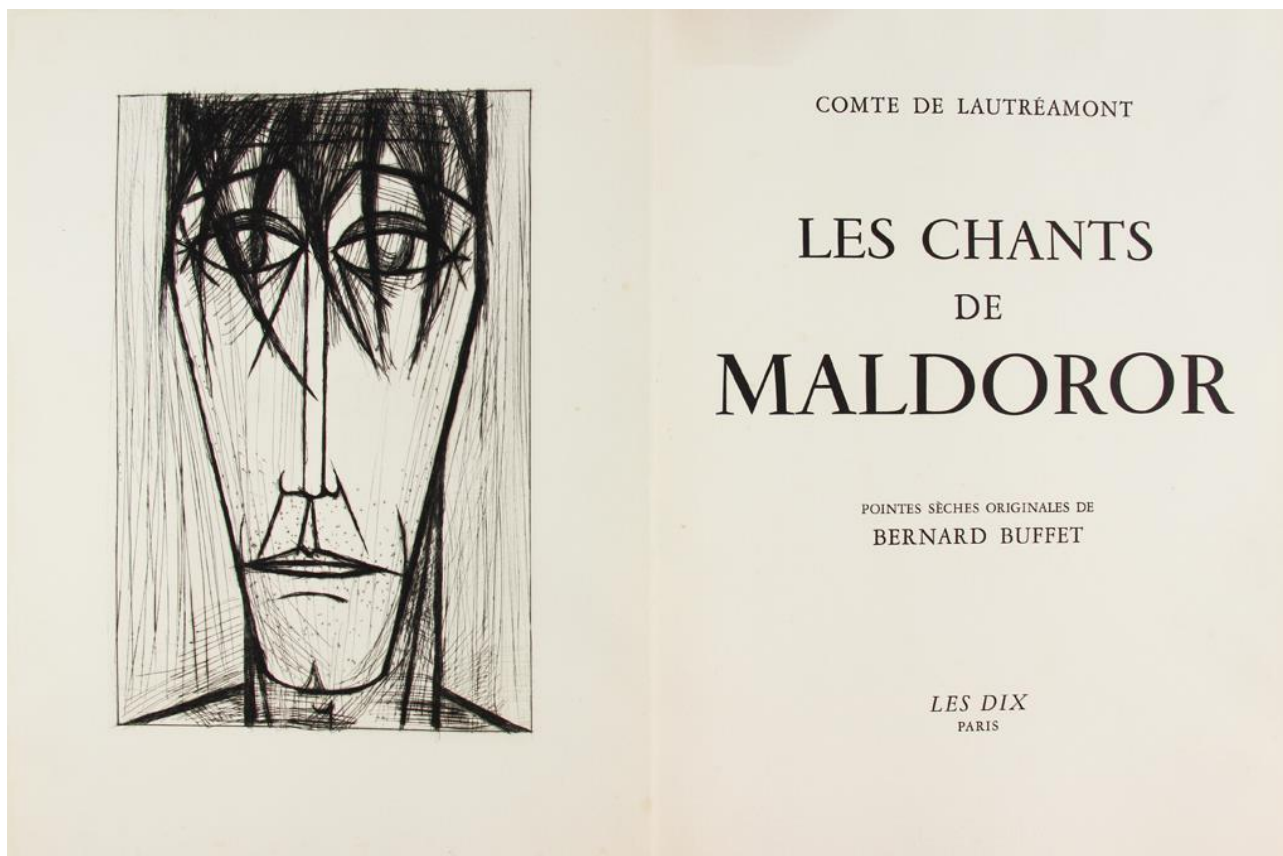 COMTE DE LAUTRÉAMONT
LES CHANTS
DE
MALDOROR
POINTES SÈCHES ORIGINALES DE
BERNARD BUFFET
LES DIX
PARIS